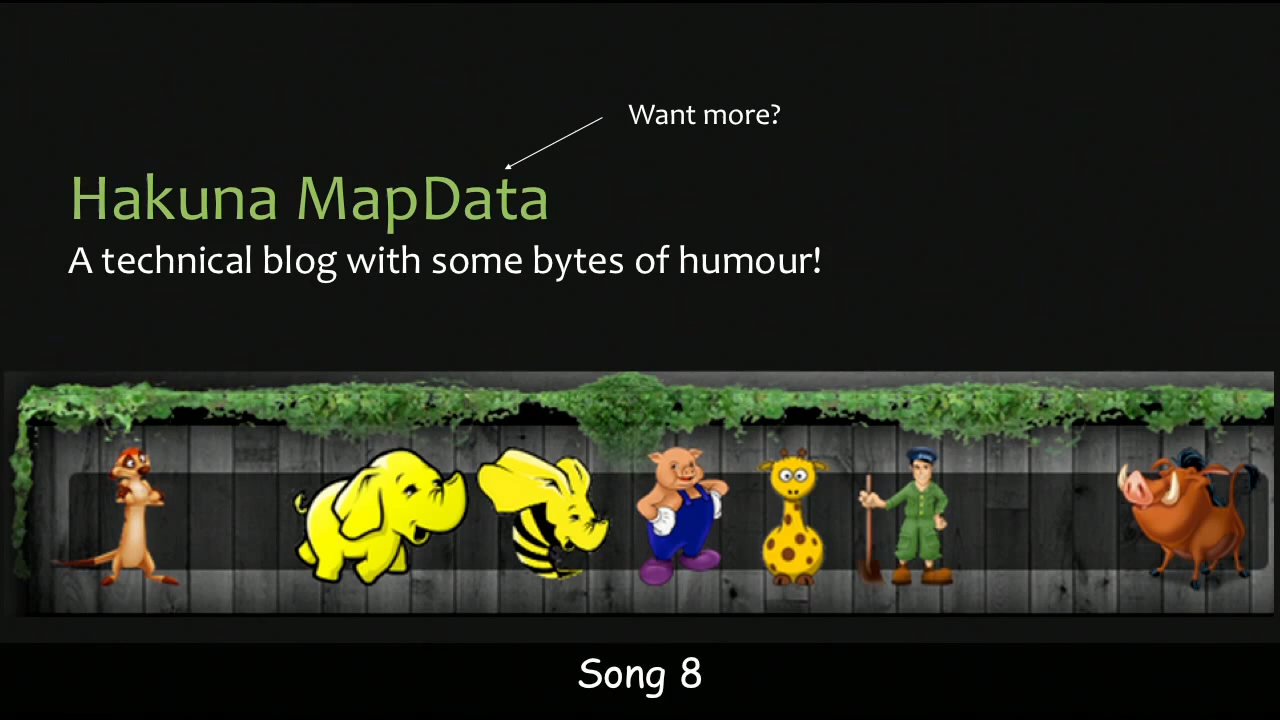 Want more?
Hakuna MapData
A technical blog with some bytes of humour!
Song 8